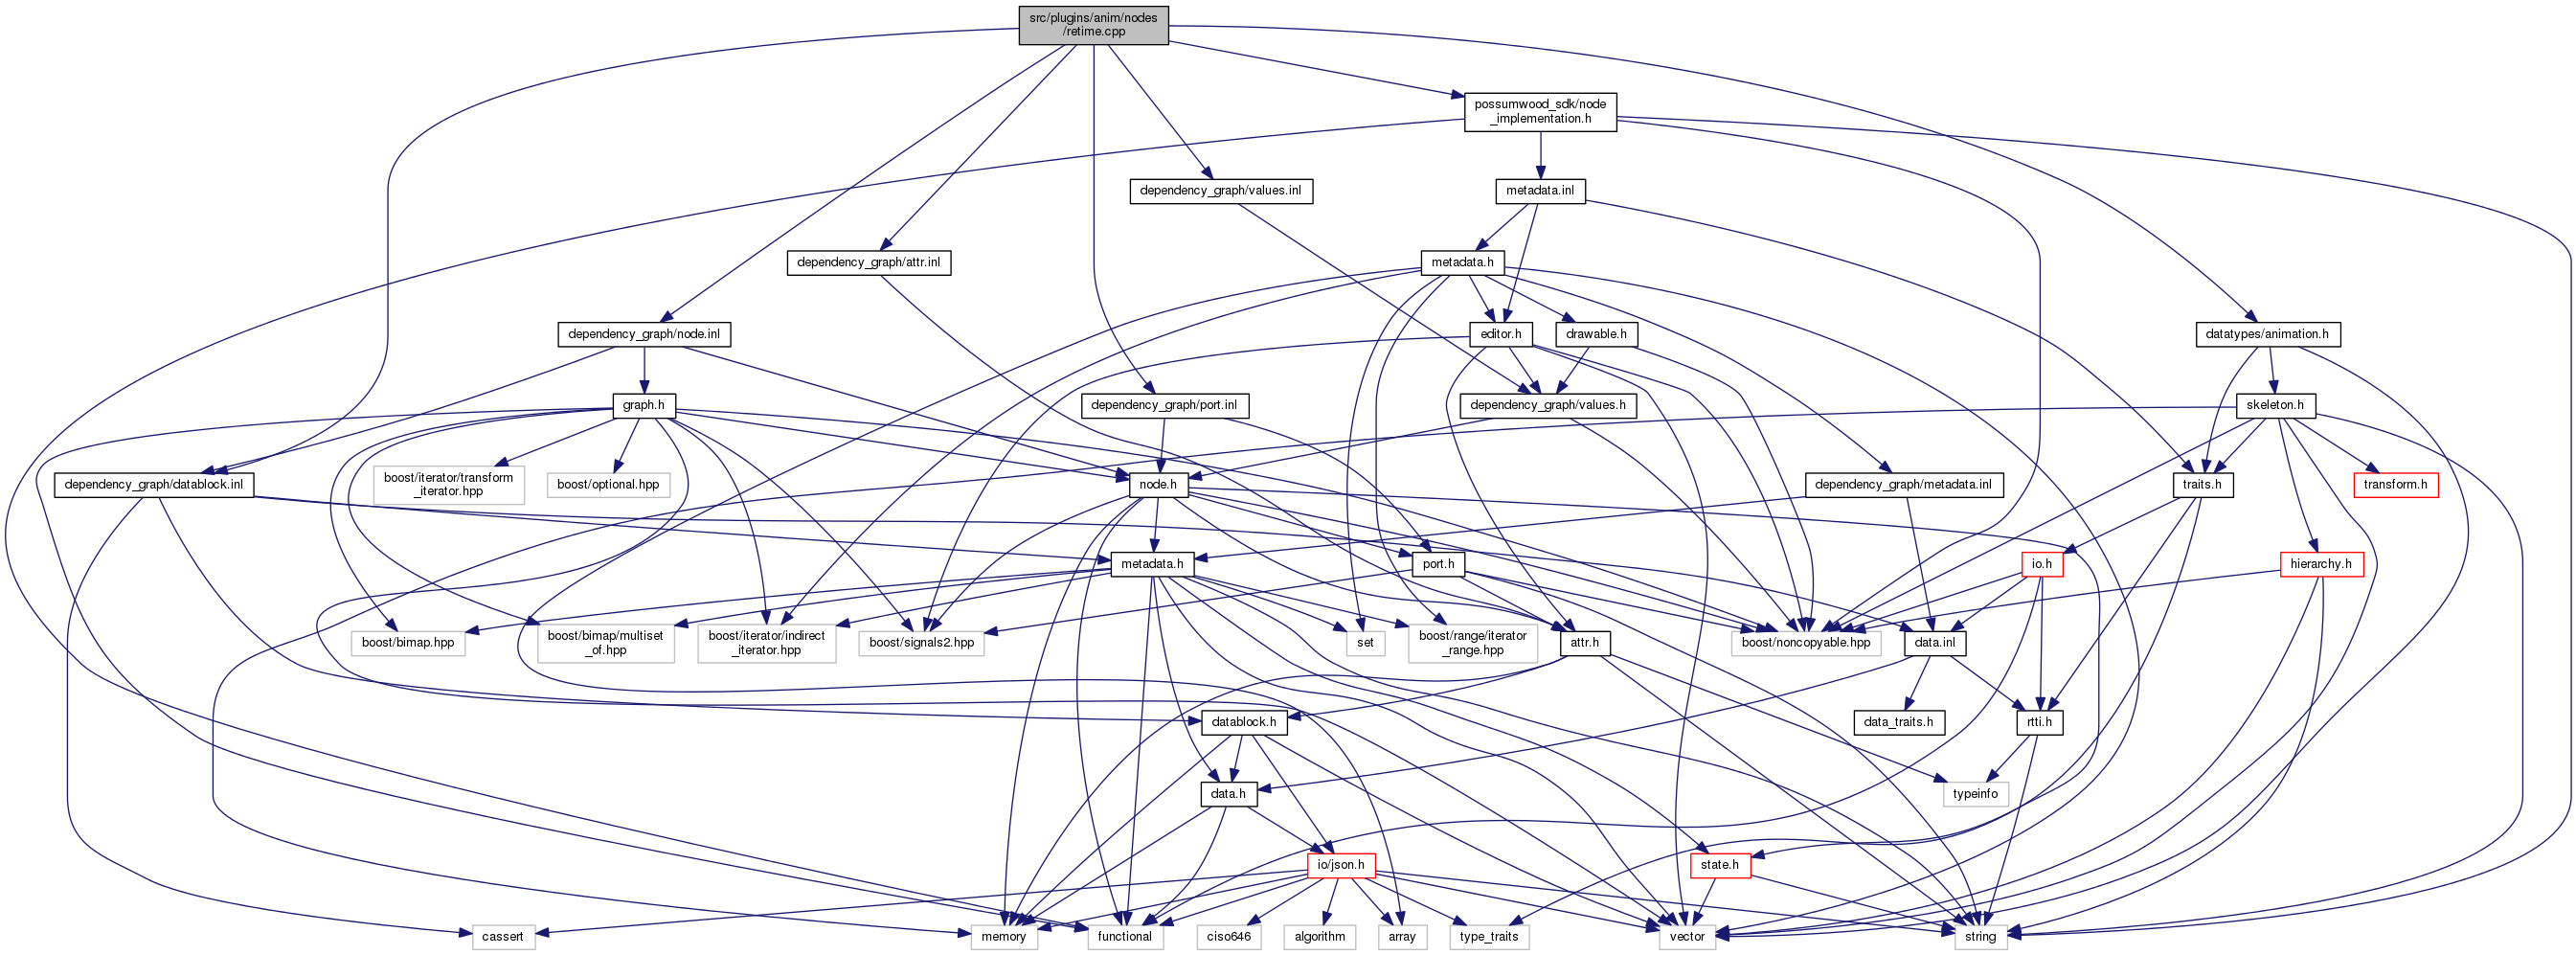 src/plugins/anim/nodes
/retime.cpp
possumwood_sdk/node
_implementation.h
dependency_graph/values.inl
metadata.inl
dependency_graph/attr.inl
metadata.h
dependency_graph/node.inl
editor.h
drawable.h
datatypes/animation.h
graph.h
dependency_graph/port.inl
dependency_graph/values.h
skeleton.h
dependency_graph/datablock.inl
boost/iterator/transform
_iterator.hpp
boost/optional.hpp
node.h
dependency_graph/metadata.inl
traits.h
transform.h
metadata.h
port.h
io.h
hierarchy.h
boost/bimap.hpp
boost/bimap/multiset
_of.hpp
boost/iterator/indirect
_iterator.hpp
boost/signals2.hpp
set
boost/range/iterator
_range.hpp
attr.h
boost/noncopyable.hpp
data.inl
datablock.h
data_traits.h
rtti.h
data.h
typeinfo
io/json.h
state.h
cassert
memory
functional
ciso646
algorithm
array
type_traits
vector
string